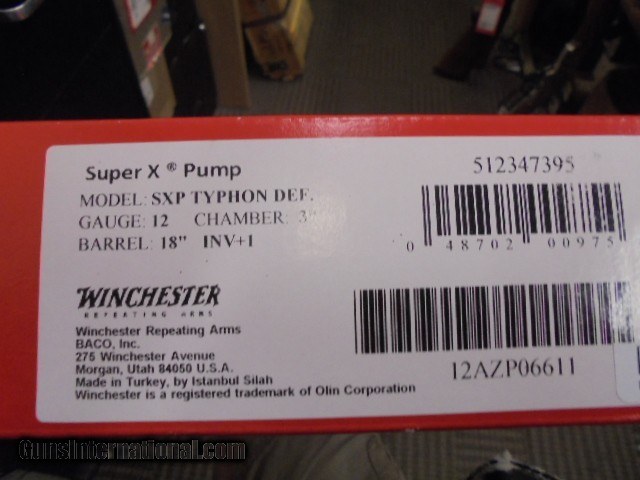 Super X ® Pump
MODEL: SXP TYPHON DEF.
GAUGE: 12 CHAMBER: 3"
BARREL: 18" INV+1
512347395
0 48702 00975
WINCHESTER
REPEATING ARMS
Winchester Repeating Arms
BACO, Inc.
275 Winchester Avenue
Morgan, Utah 84050 U.S.A.
Made in Turkey, by Istanbul Silah
Winchester is a registered trademark of Olin Corporation
12AZP06611
GunsInternational.com